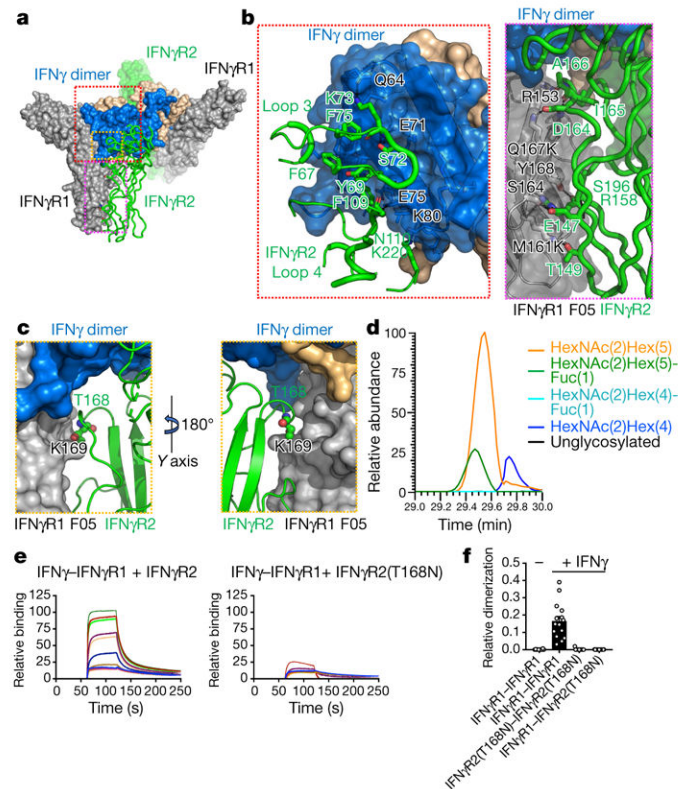 a
IFNγR2
IFNγ dimer
IFNγR1
IFNγR1
IFNγR2
b
IFNγ dimer
Q64
K73
Loop 3
F75
E71
S72
F67
Y69
F109
E75
K80
IFNγR2
K220
Loop 4
A166
R153
I165
D164
Q167K
Y168
S164
S196
R158
E147
M161K
T149
IFNγR1 F05 IFNγR2
c
IFNγ dimer
T168
K169
IFNγR1 F05 IFNγR2
180°
Y axis
T168
K169
IFNγR2 IFNγR1 F05
d
Relative abundance
100
75
50
25
0
29.0 29.2 29.4 29.6 29.8 30.0
Time (min)
HexNAc(2)Hex(5)
HexNAc(2)Hex(5)-
Fuc(1)
HexNAc(2)Hex(4)-
Fuc(1)
HexNAc(2)Hex(4)
Unglycosylated
e
IFNγ–IFNγR1 + IFNγR2
Relative binding
125
100
75
50
25
0
0 50 100 150 200 250
Time (s)
IFNγ–IFNγR1+ IFNγR2(T168N)
Relative binding
125
100
75
50
25
0
0 50 100 150 200 250
Time (s)
f
– + IFNγ
Relative dimerization
0.5
0.4
0.3
0.2
0.1
0
IFNγR1–IFNγR1
IFNγR1–IFNγR1
IFNγR2(T168N)–IFNγR2(T168N)
IFNγR1–IFNγR2(T168N)